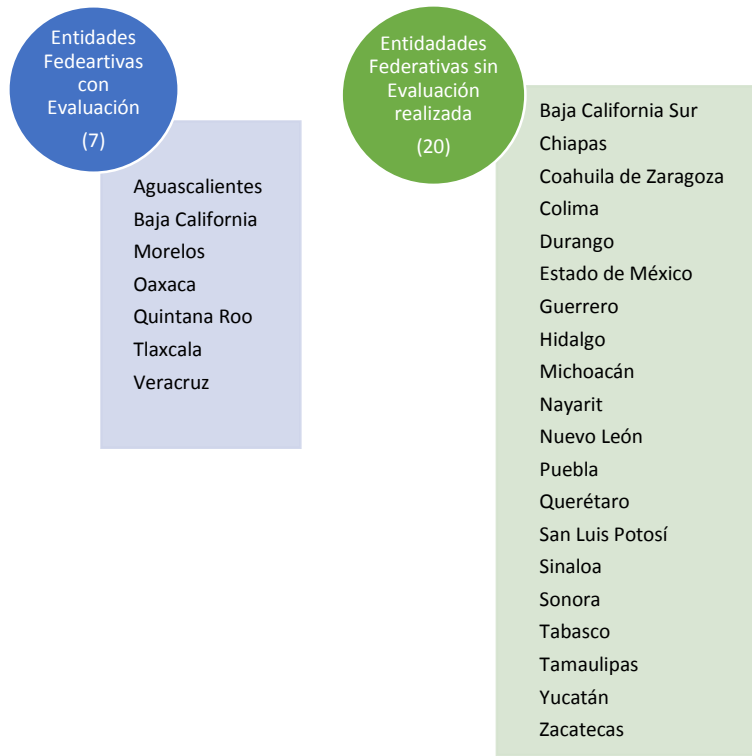 Entidades
Fedeartivas
con
Evaluación
(7)
Aguascalientes
Baja California
Morelos
Oaxaca
Quintana Roo
Tlaxcala
Veracruz
Entidadades
Federativas sin
Evaluación
realizada
(20)
Baja California Sur
Chiapas
Coahuila de Zaragoza
Colima
Durango
Estado de México
Guerrero
Hidalgo
Michoacán
Nayarit
Nuevo León
Puebla
Querétaro
San Luis Potosí
Sinaloa
Sonora
Tabasco
Tamaulipas
Yucatán
Zacatecas